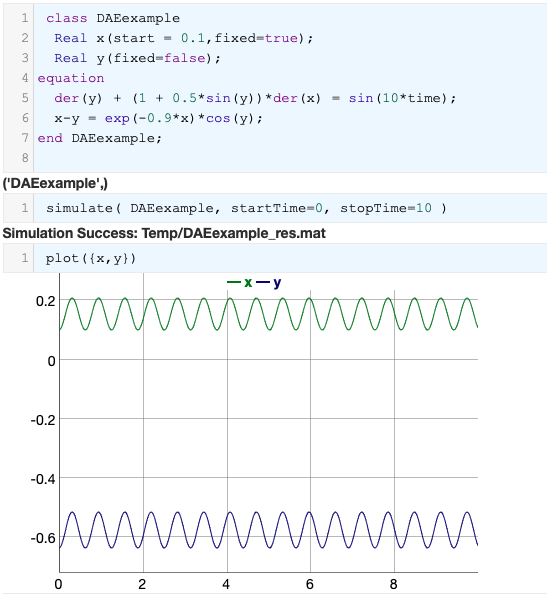 1 class DAEexample
2 Real x(start = 0.1,fixed=true);
3 Real y(fixed=false);
4 equation
5 der(y) + (1 + 0.5*sin(y))*der(x) = sin(10*time);
6 x-y = exp(-0.9*x)*cos(y);
7 end DAEexample;
8
('DAEexample',)
1 simulate( DAEexample, startTime=0, stopTime=10 )
Simulation Success: Temp/DAEexample_res.mat
1 plot({x,y})
x y
0.2
0
-0.2
-0.4
-0.6
0 2 4 6 8